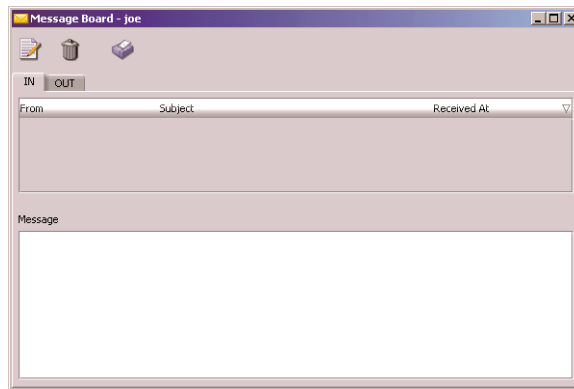 Message Board - joe
IN OUT
From Subject Received At
Message